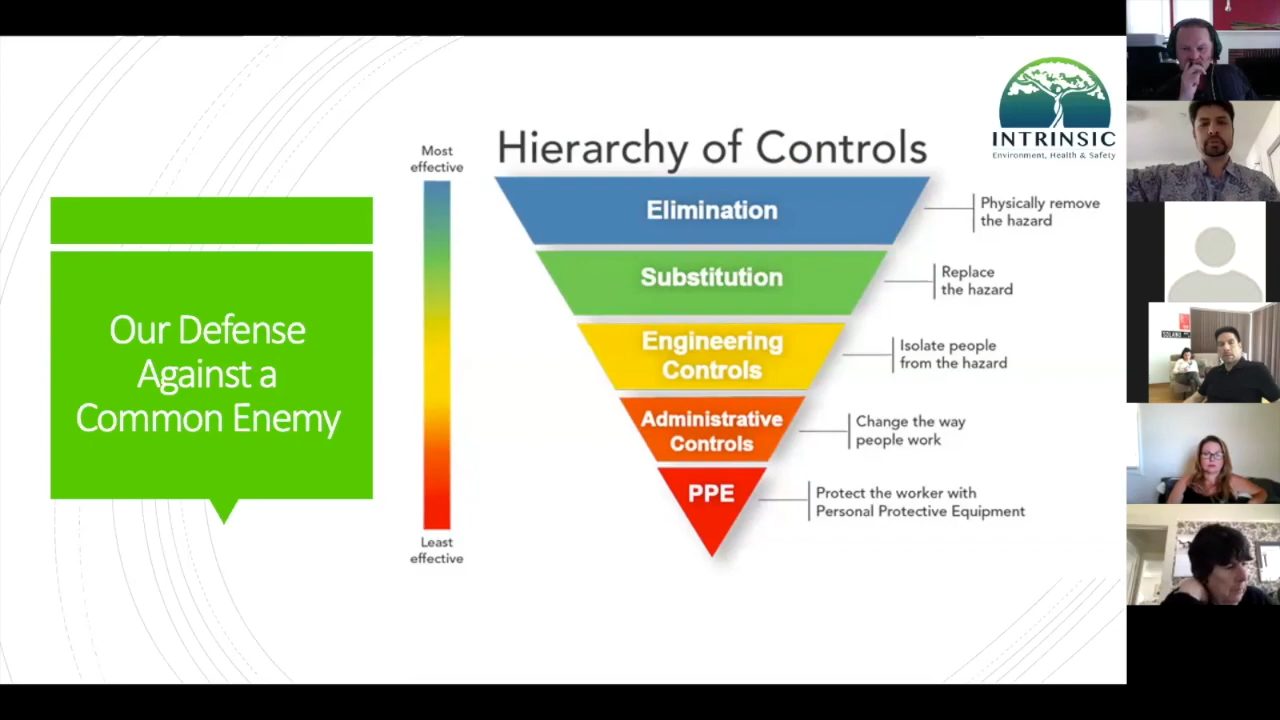 INTRINSIC
Environment, Health & Safety
Our Defense
Against a
Common Enemy
Hierarchy of Controls
Most
effective
Least
effective
Elimination
Physically remove
the hazard
Substitution
Replace
the hazard
Engineering
Controls
Isolate people
from the hazard
Administrative
Controls
Change the way
people work
PPE
Protect the worker with
Personal Protective Equipment